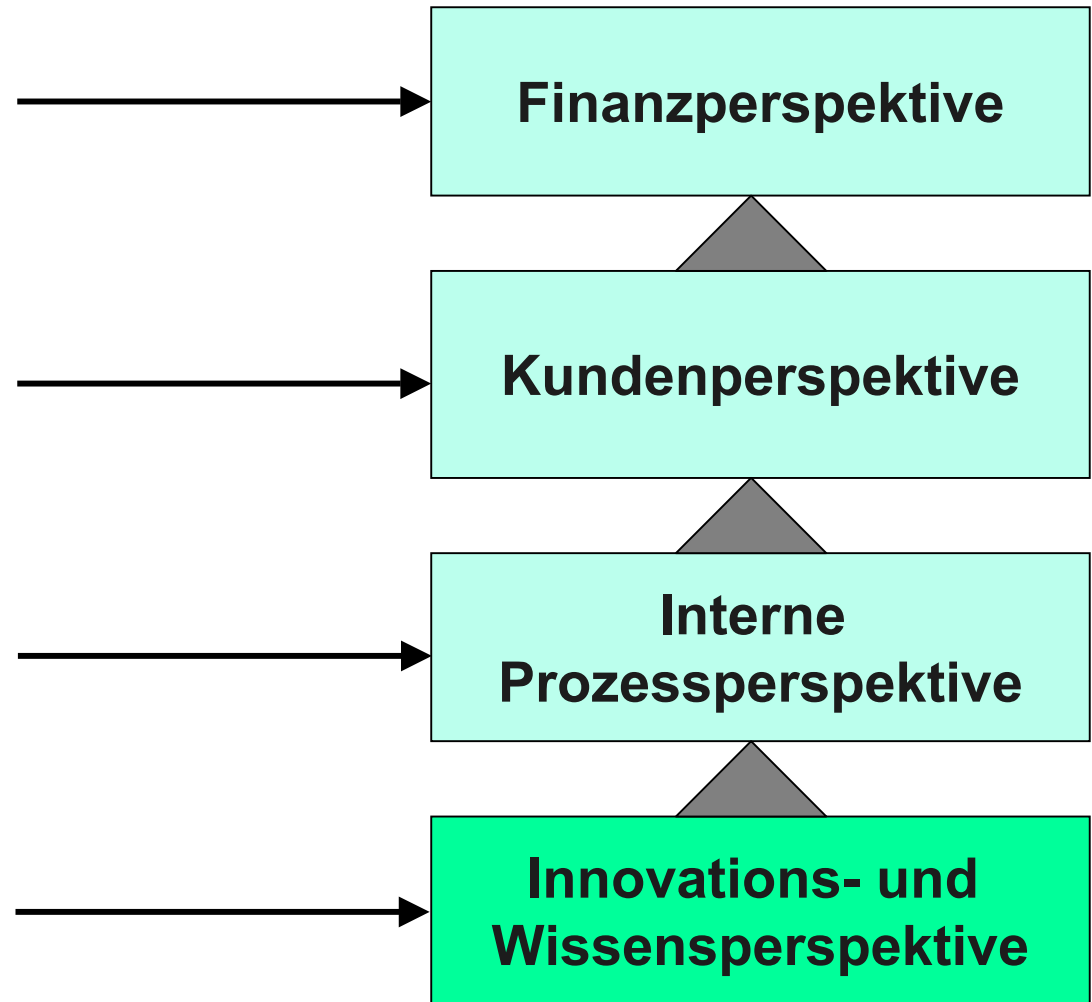 Finanzperspektive
Kundenperspektive
Interne
Prozessperspektive
Innovations- und
Wissensperspektive